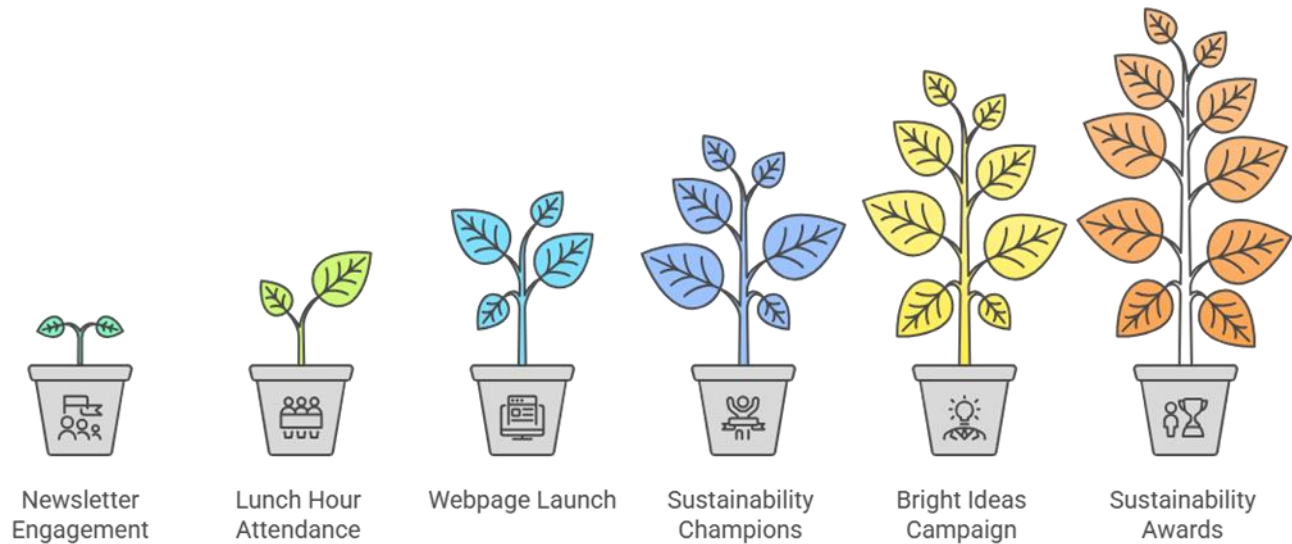 Newsletter
Engagement
Lunch Hour
Attendance
Webpage Launch
Sustainability
Champions
Bright Ideas
Campaign
Sustainability
Awards